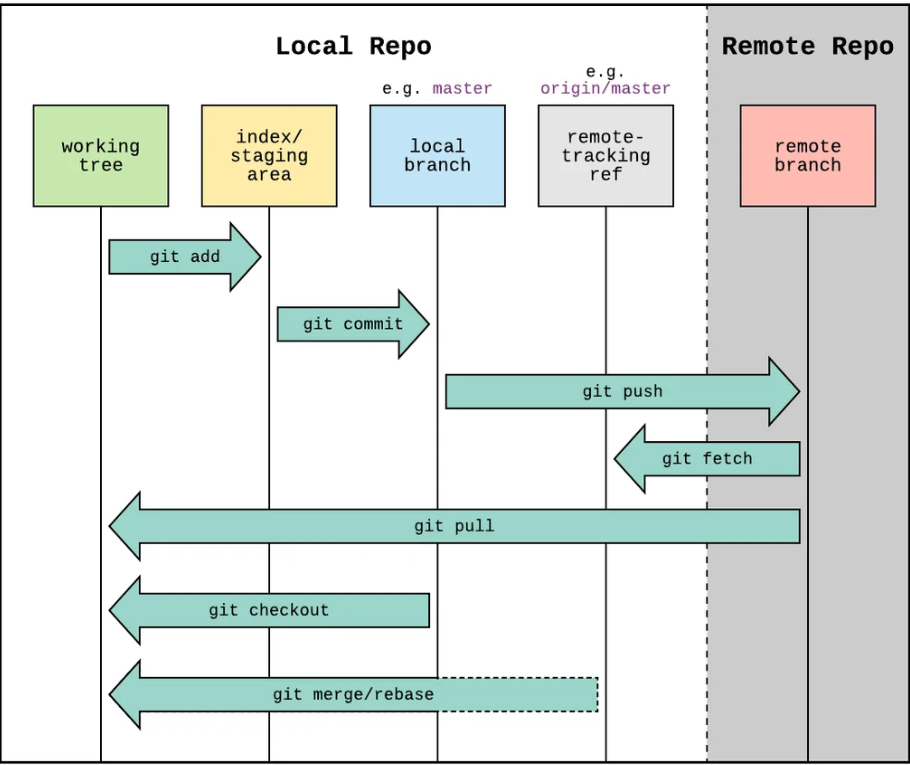 Local Repo
Remote Repo
e.g. master
e.g.
origin/master
working
tree
index/
staging
area
local
branch
remote-
tracking
ref
remote
branch
git add
git commit
git push
git fetch
git pull
git checkout
git merge/rebase